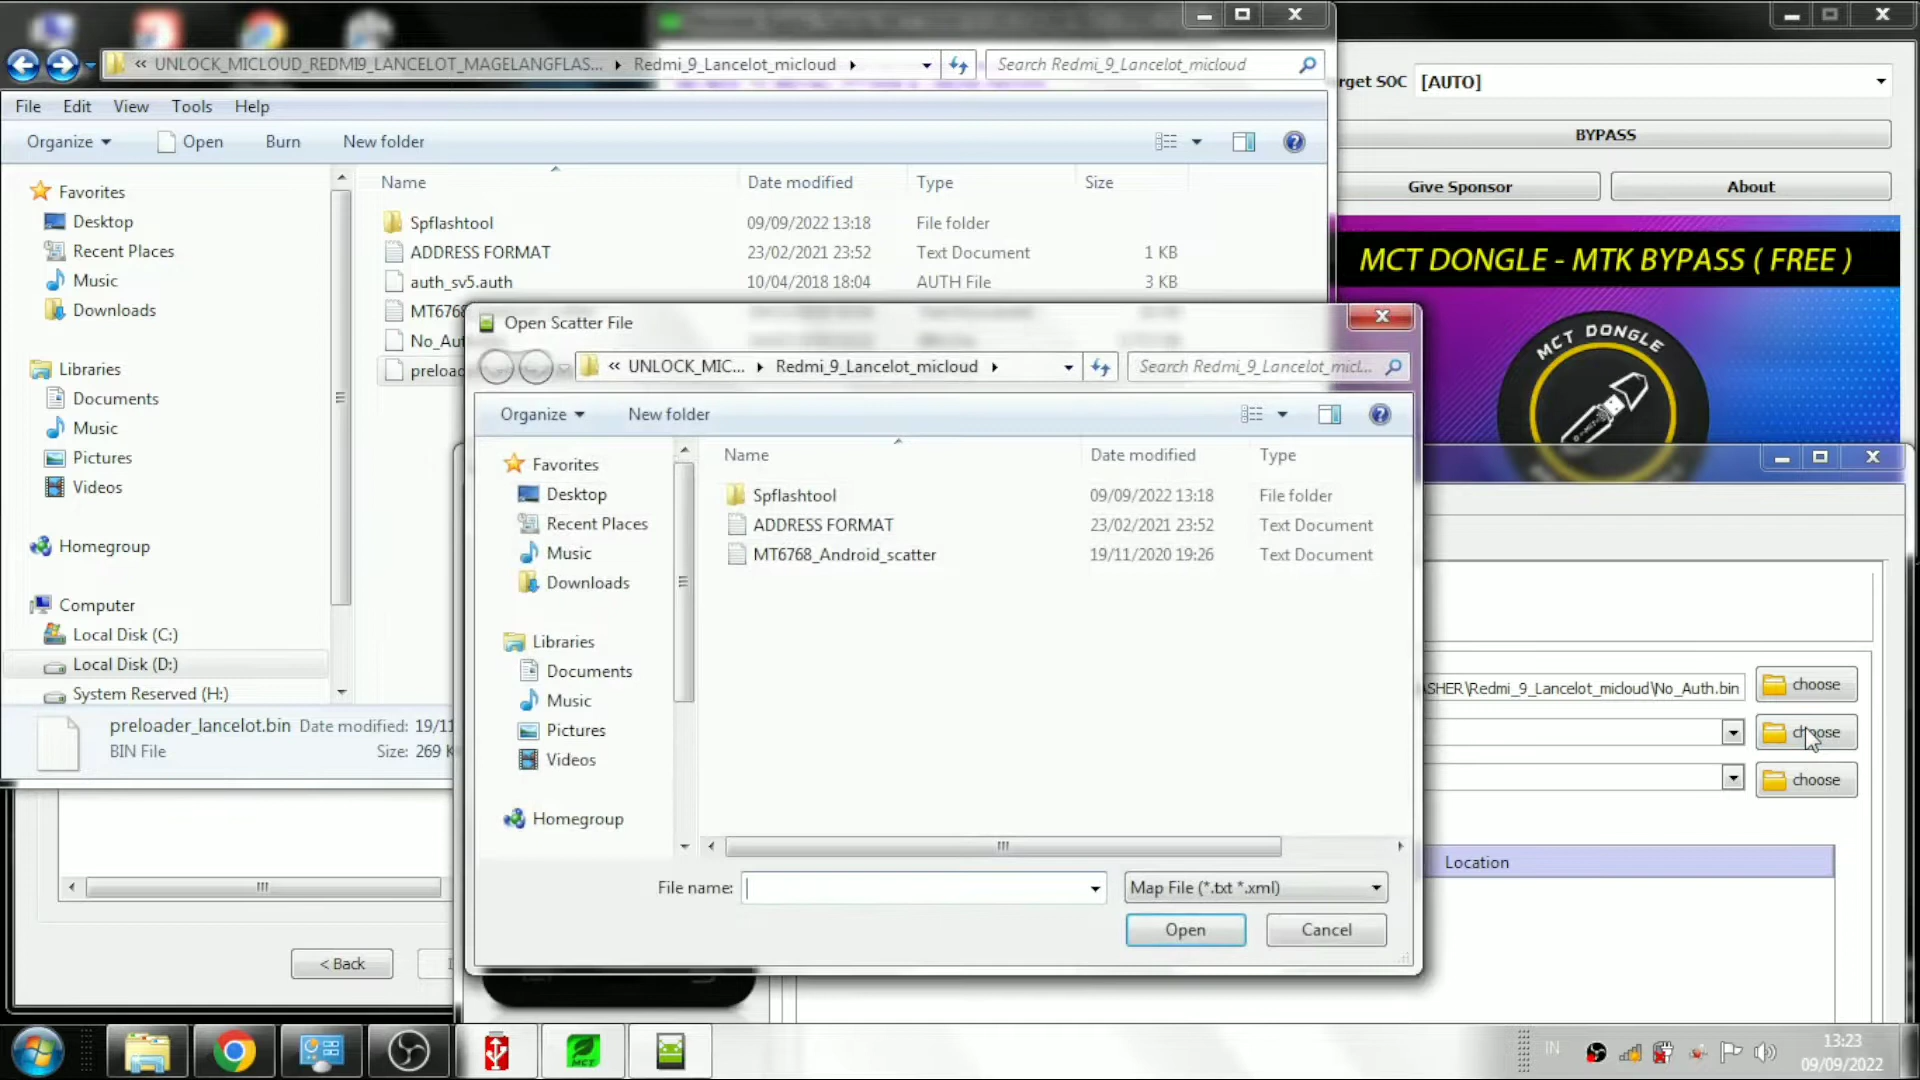 « UNLOCK_MICLOUD_REDMI9_LANCELOT_MAGELANGFLAS... ▸ Redmi_9_Lancelot_micloud ▸
Search Redmi_9_Lancelot_micloud
File Edit View Tools Help
Organize Open Burn New folder
Name Date modified Type Size
Favorites
Desktop
Recent Places
Music
Downloads
Libraries
Documents
Music
Pictures
Videos
Homegroup
Computer
Local Disk (C:)
Local Disk (D:)
System Reserved (H:)
Spflashtool 09/09/2022 13:18 File folder
ADDRESS FORMAT 23/02/2021 23:52 Text Document 1 KB
auth_sv5.auth 10/04/2018 18:04 AUTH File 3 KB
MT6768
No_Au
preloa
preloader_lancelot.bin Date modified: 19/11
BIN File Size: 269 K
< Back
rget SOC [AUTO]
BYPASS
Give Sponsor About
MCT DONGLE - MTK BYPASS ( FREE )
MCT DONGLE
Open Scatter File
« UNLOCK_MIC... ▸ Redmi_9_Lancelot_micloud ▸
Search Redmi_9_Lancelot_micl...
Organize New folder
Name Date modified Type
Favorites
Desktop
Recent Places
Music
Downloads
Libraries
Documents
Music
Pictures
Videos
Homegroup
Spflashtool 09/09/2022 13:18 File folder
ADDRESS FORMAT 23/02/2021 23:52 Text Document
MT6768_Android_scatter 19/11/2020 19:26 Text Document
File name: Map File (*.txt *.xml)
Open Cancel
SHER\Redmi_9_Lancelot_micloud\No_Auth.bin choose
choose
choose
Location
MCT
IN
13:23
09/09/2022